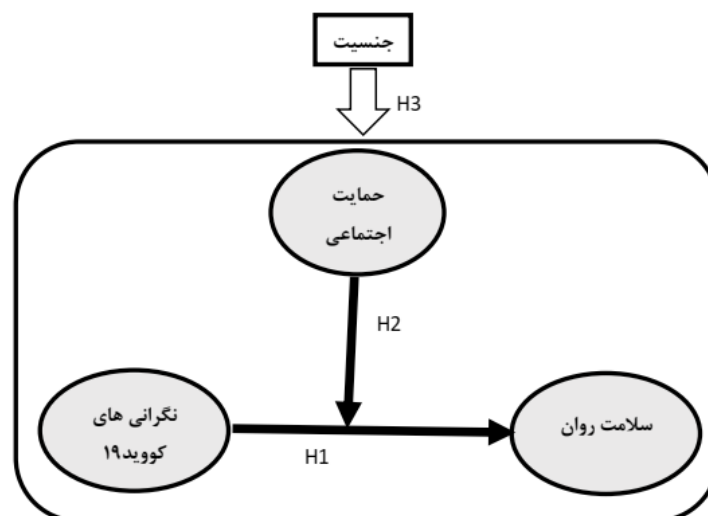 جنسیت
H3
حمایت
اجتماعی
H2
نگرانی های
کووید۱۹
سلامت روان
H1